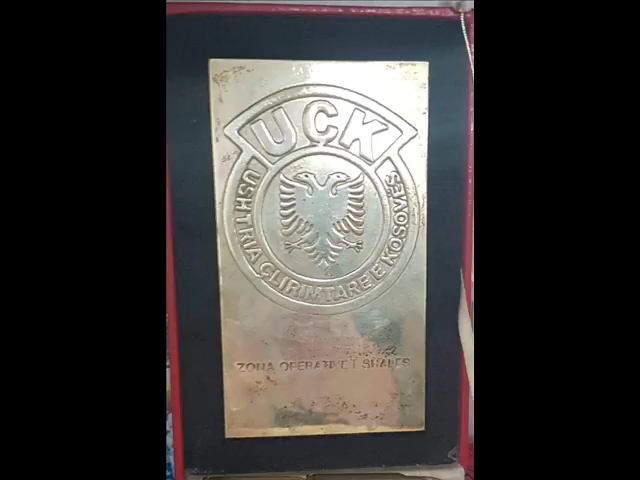 UÇK
USHTRIA ÇLIRIMTARE E KOSOVËS
ZONA OPERATIVE I SHALËS